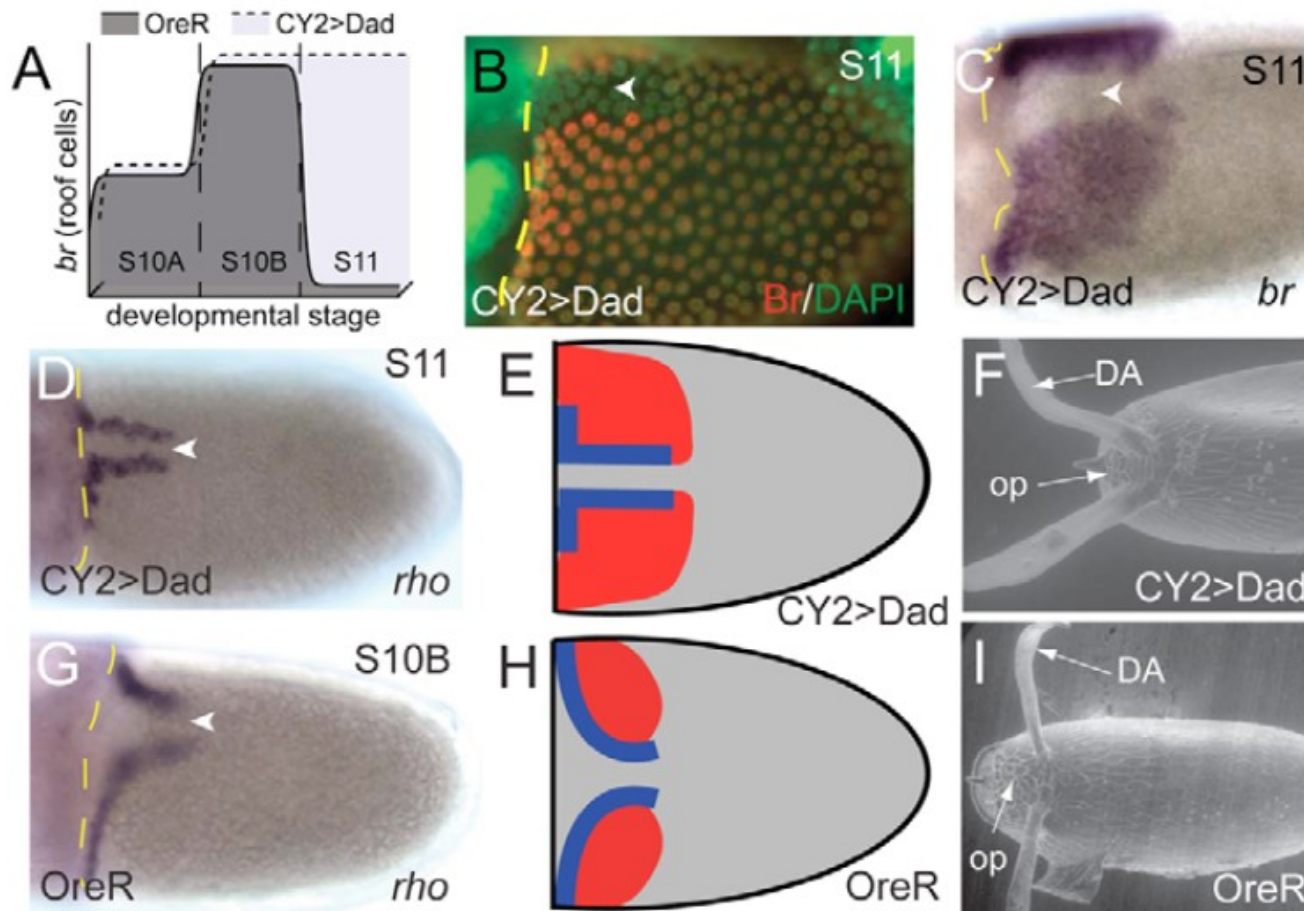 OreR CY2>Dad
A
br (roof cells)
S10A S10B S11
developmental stage
B
S11
CY2>Dad Br/DAPI
C
S11
CY2>Dad br
D
S11
CY2>Dad rho
E
CY2>Dad
F
DA
op
CY2>Dad
G
S10B
OreR rho
H
OreR
I
DA
op
OreR